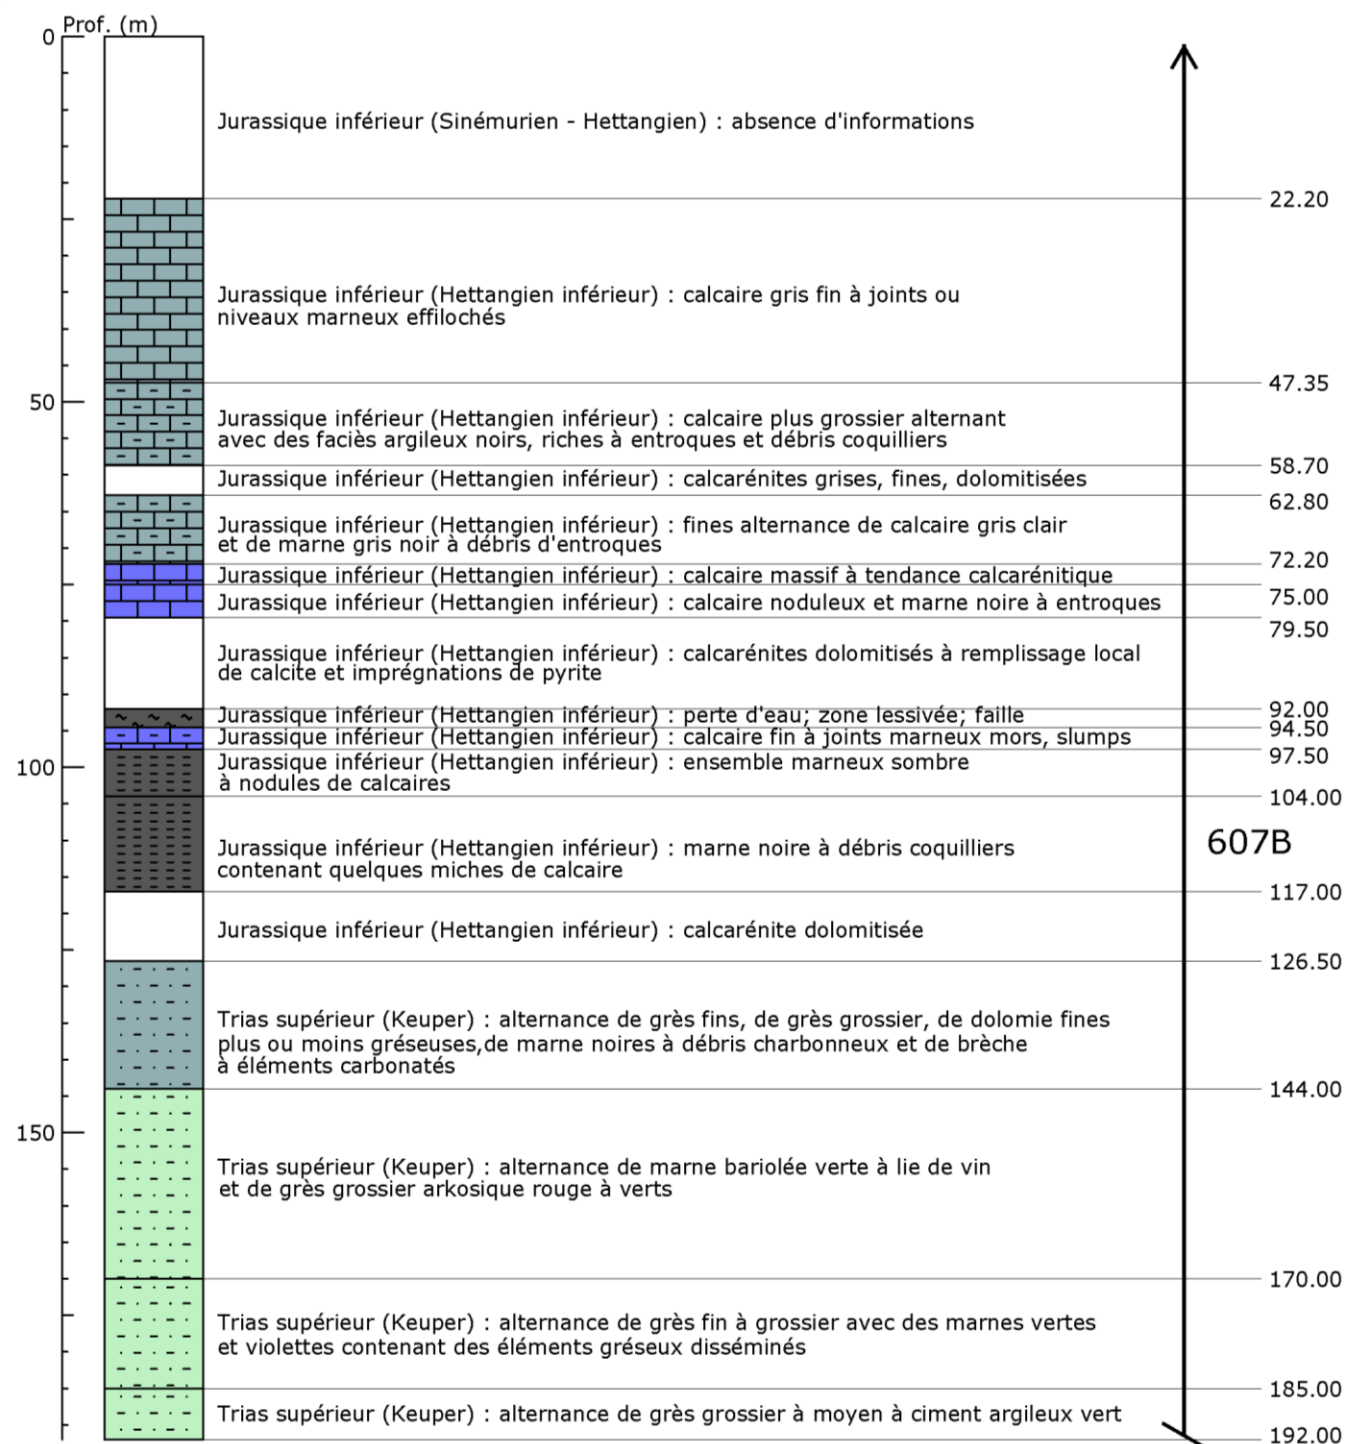 Prof. (m)
0
Jurassique inférieur (Sinémurien - Hettangien) : absence d'informations
22.20
Jurassique inférieur (Hettangien inférieur) : calcaire gris fin à joints ou
niveaux marneux effilochés
47.35
50
Jurassique inférieur (Hettangien inférieur) : calcaire plus grossier alternant
avec des faciès argileux noirs, riches à entroques et débris coquilliers
58.70
Jurassique inférieur (Hettangien inférieur) : calcarénites grises, fines, dolomitisées
62.80
Jurassique inférieur (Hettangien inférieur) : fines alternance de calcaire gris clair
et de marne gris noir à débris d'entroques
72.20
Jurassique inférieur (Hettangien inférieur) : calcaire massif à tendance calcarénitique
75.00
Jurassique inférieur (Hettangien inférieur) : calcaire noduleux et marne noire à entroques
79.50
Jurassique inférieur (Hettangien inférieur) : calcarénites dolomitisés à remplissage local
de calcite et imprégnations de pyrite
92.00
Jurassique inférieur (Hettangien inférieur) : perte d'eau; zone lessivée; faille
94.50
Jurassique inférieur (Hettangien inférieur) : calcaire fin à joints marneux mors, slumps
97.50
100
Jurassique inférieur (Hettangien inférieur) : ensemble marneux sombre
à nodules de calcaires
104.00
607B
Jurassique inférieur (Hettangien inférieur) : marne noire à débris coquilliers
contenant quelques miches de calcaire
117.00
Jurassique inférieur (Hettangien inférieur) : calcarénite dolomitisée
126.50
Trias supérieur (Keuper) : alternance de grès fins, de grès grossier, de dolomie fines
plus ou moins gréseuses,de marne noires à débris charbonneux et de brèche
à éléments carbonatés
144.00
150
Trias supérieur (Keuper) : alternance de marne bariolée verte à lie de vin
et de grès grossier arkosique rouge à verts
170.00
Trias supérieur (Keuper) : alternance de grès fin à grossier avec des marnes vertes
et violettes contenant des éléments gréseux disséminés
185.00
Trias supérieur (Keuper) : alternance de grès grossier à moyen à ciment argileux vert
192.00